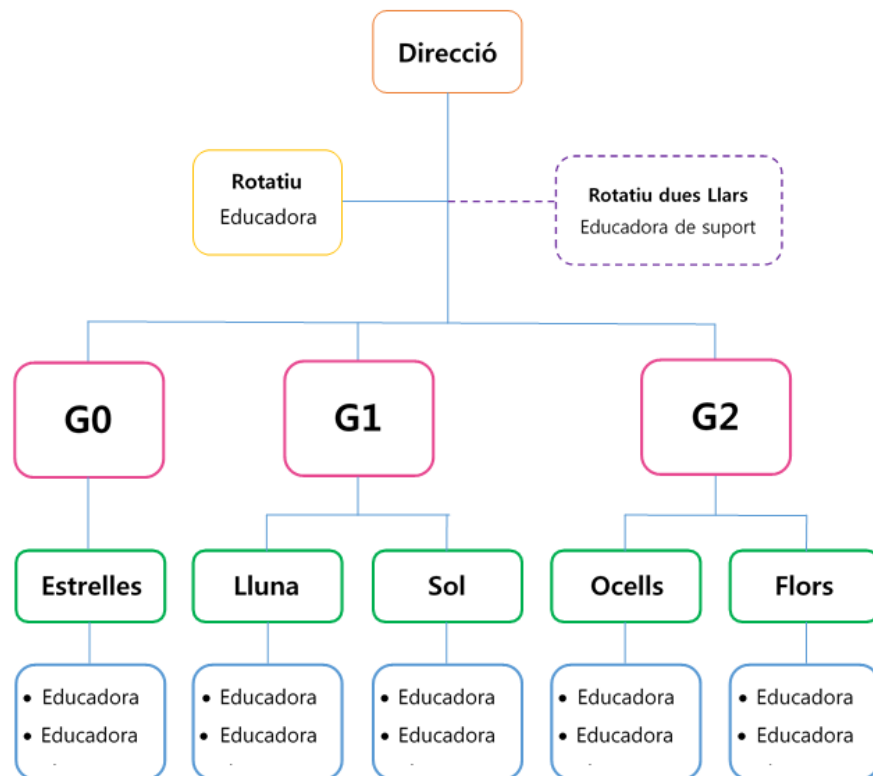 Direcció
Rotatiu
Educadora
Rotatiu dues Llars
Educadora de suport
G0
G1
G2
Estrelles
Lluna
Sol
Ocells
Flors
• Educadora
• Educadora
• Educadora
• Educadora
• Educadora
• Educadora
• Educadora
• Educadora
• Educadora
• Educadora